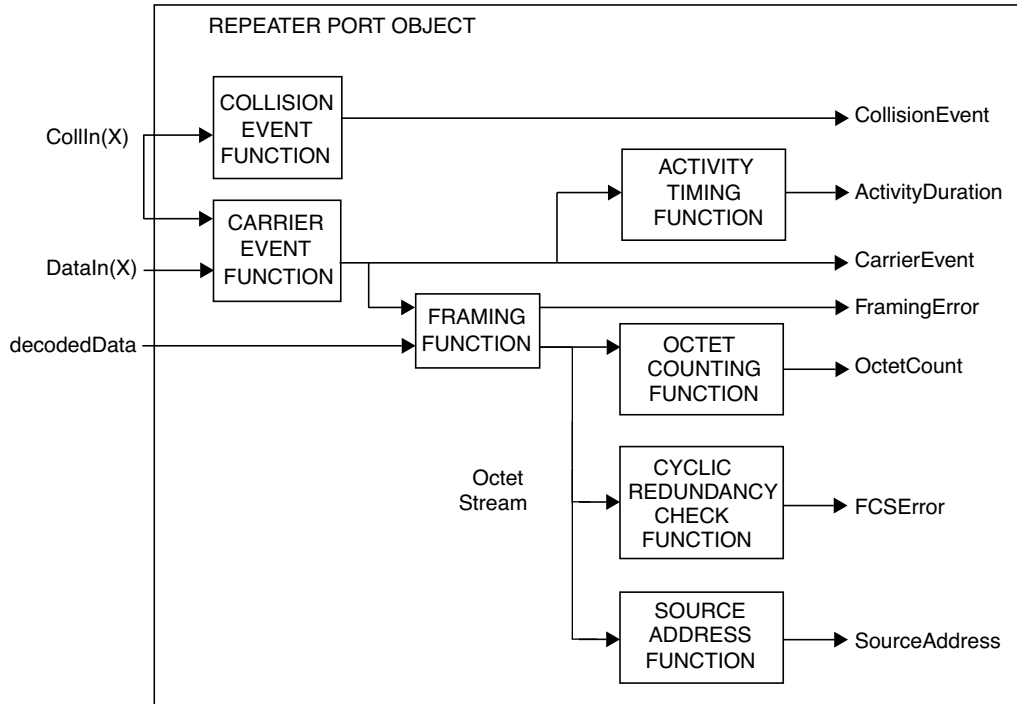 REPEATER PORT OBJECT
COLLISION
EVENT
FUNCTION
CollIn(X)
CollisionEvent
ACTIVITY
TIMING
FUNCTION
ActivityDuration
CARRIER
EVENT
FUNCTION
DataIn(X)
CarrierEvent
FRAMING
FUNCTION
FramingError
decodedData
OCTET
COUNTING
FUNCTION
OctetCount
Octet
Stream
CYCLIC
REDUNDANCY
CHECK
FUNCTION
FCSError
SOURCE
ADDRESS
FUNCTION
SourceAddress